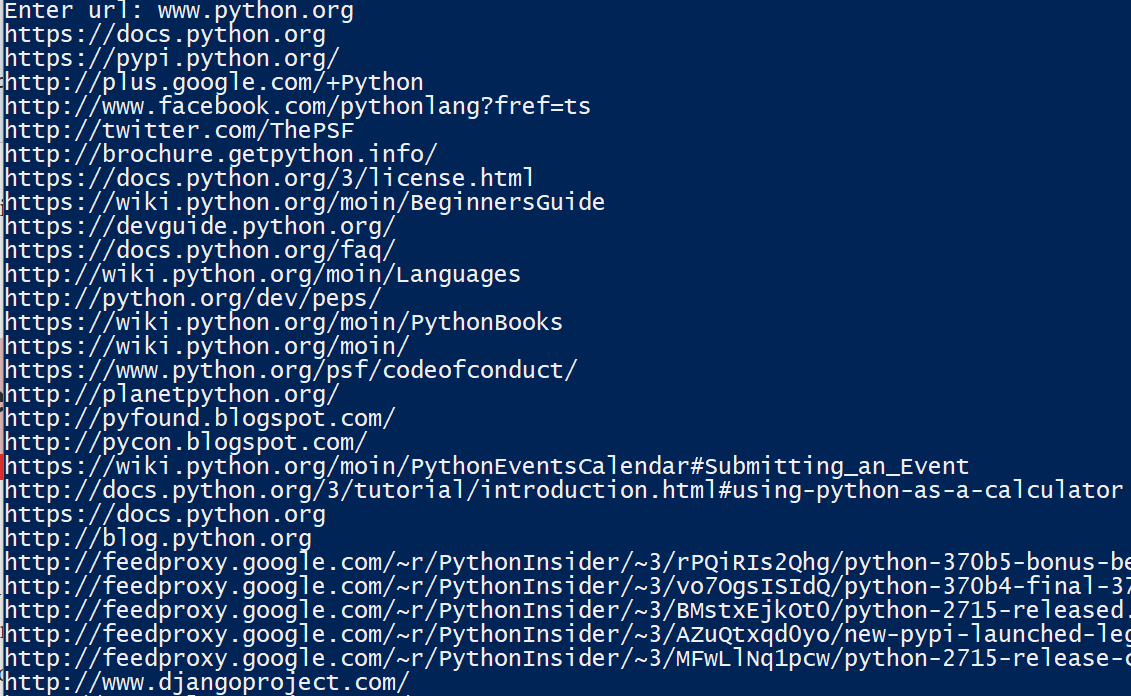 Enter url: www.python.org
https://docs.python.org
https://pypi.python.org/
http://plus.google.com/+Python
http://www.facebook.com/pythonlang?fref=ts
http://twitter.com/ThePSF
http://brochure.getpython.info/
https://docs.python.org/3/license.html
https://wiki.python.org/moin/BeginnersGuide
https://devguide.python.org/
https://docs.python.org/faq/
http://wiki.python.org/moin/Languages
http://python.org/dev/peps/
https://wiki.python.org/moin/PythonBooks
https://wiki.python.org/moin/
https://www.python.org/psf/codeofconduct/
http://planetpython.org/
http://pyfound.blogspot.com/
http://pycon.blogspot.com/
https://wiki.python.org/moin/PythonEventsCalendar#Submitting_an_Event
http://docs.python.org/3/tutorial/introduction.html#using-python-as-a-calculator
https://docs.python.org
http://blog.python.org
http://feedproxy.google.com/~r/PythonInsider/~3/rPQiRIs2Qhg/python-370b5-bonus-be
http://feedproxy.google.com/~r/PythonInsider/~3/vo7OgsISIdQ/python-370b4-final-37
http://feedproxy.google.com/~r/PythonInsider/~3/BMstxEjkOt0/python-2715-released.
http://feedproxy.google.com/~r/PythonInsider/~3/AZuQtxqd0yo/new-pypi-launched-leg
http://feedproxy.google.com/~r/PythonInsider/~3/MFwLlNq1pcw/python-2715-release-c
http://www.djangoproject.com/